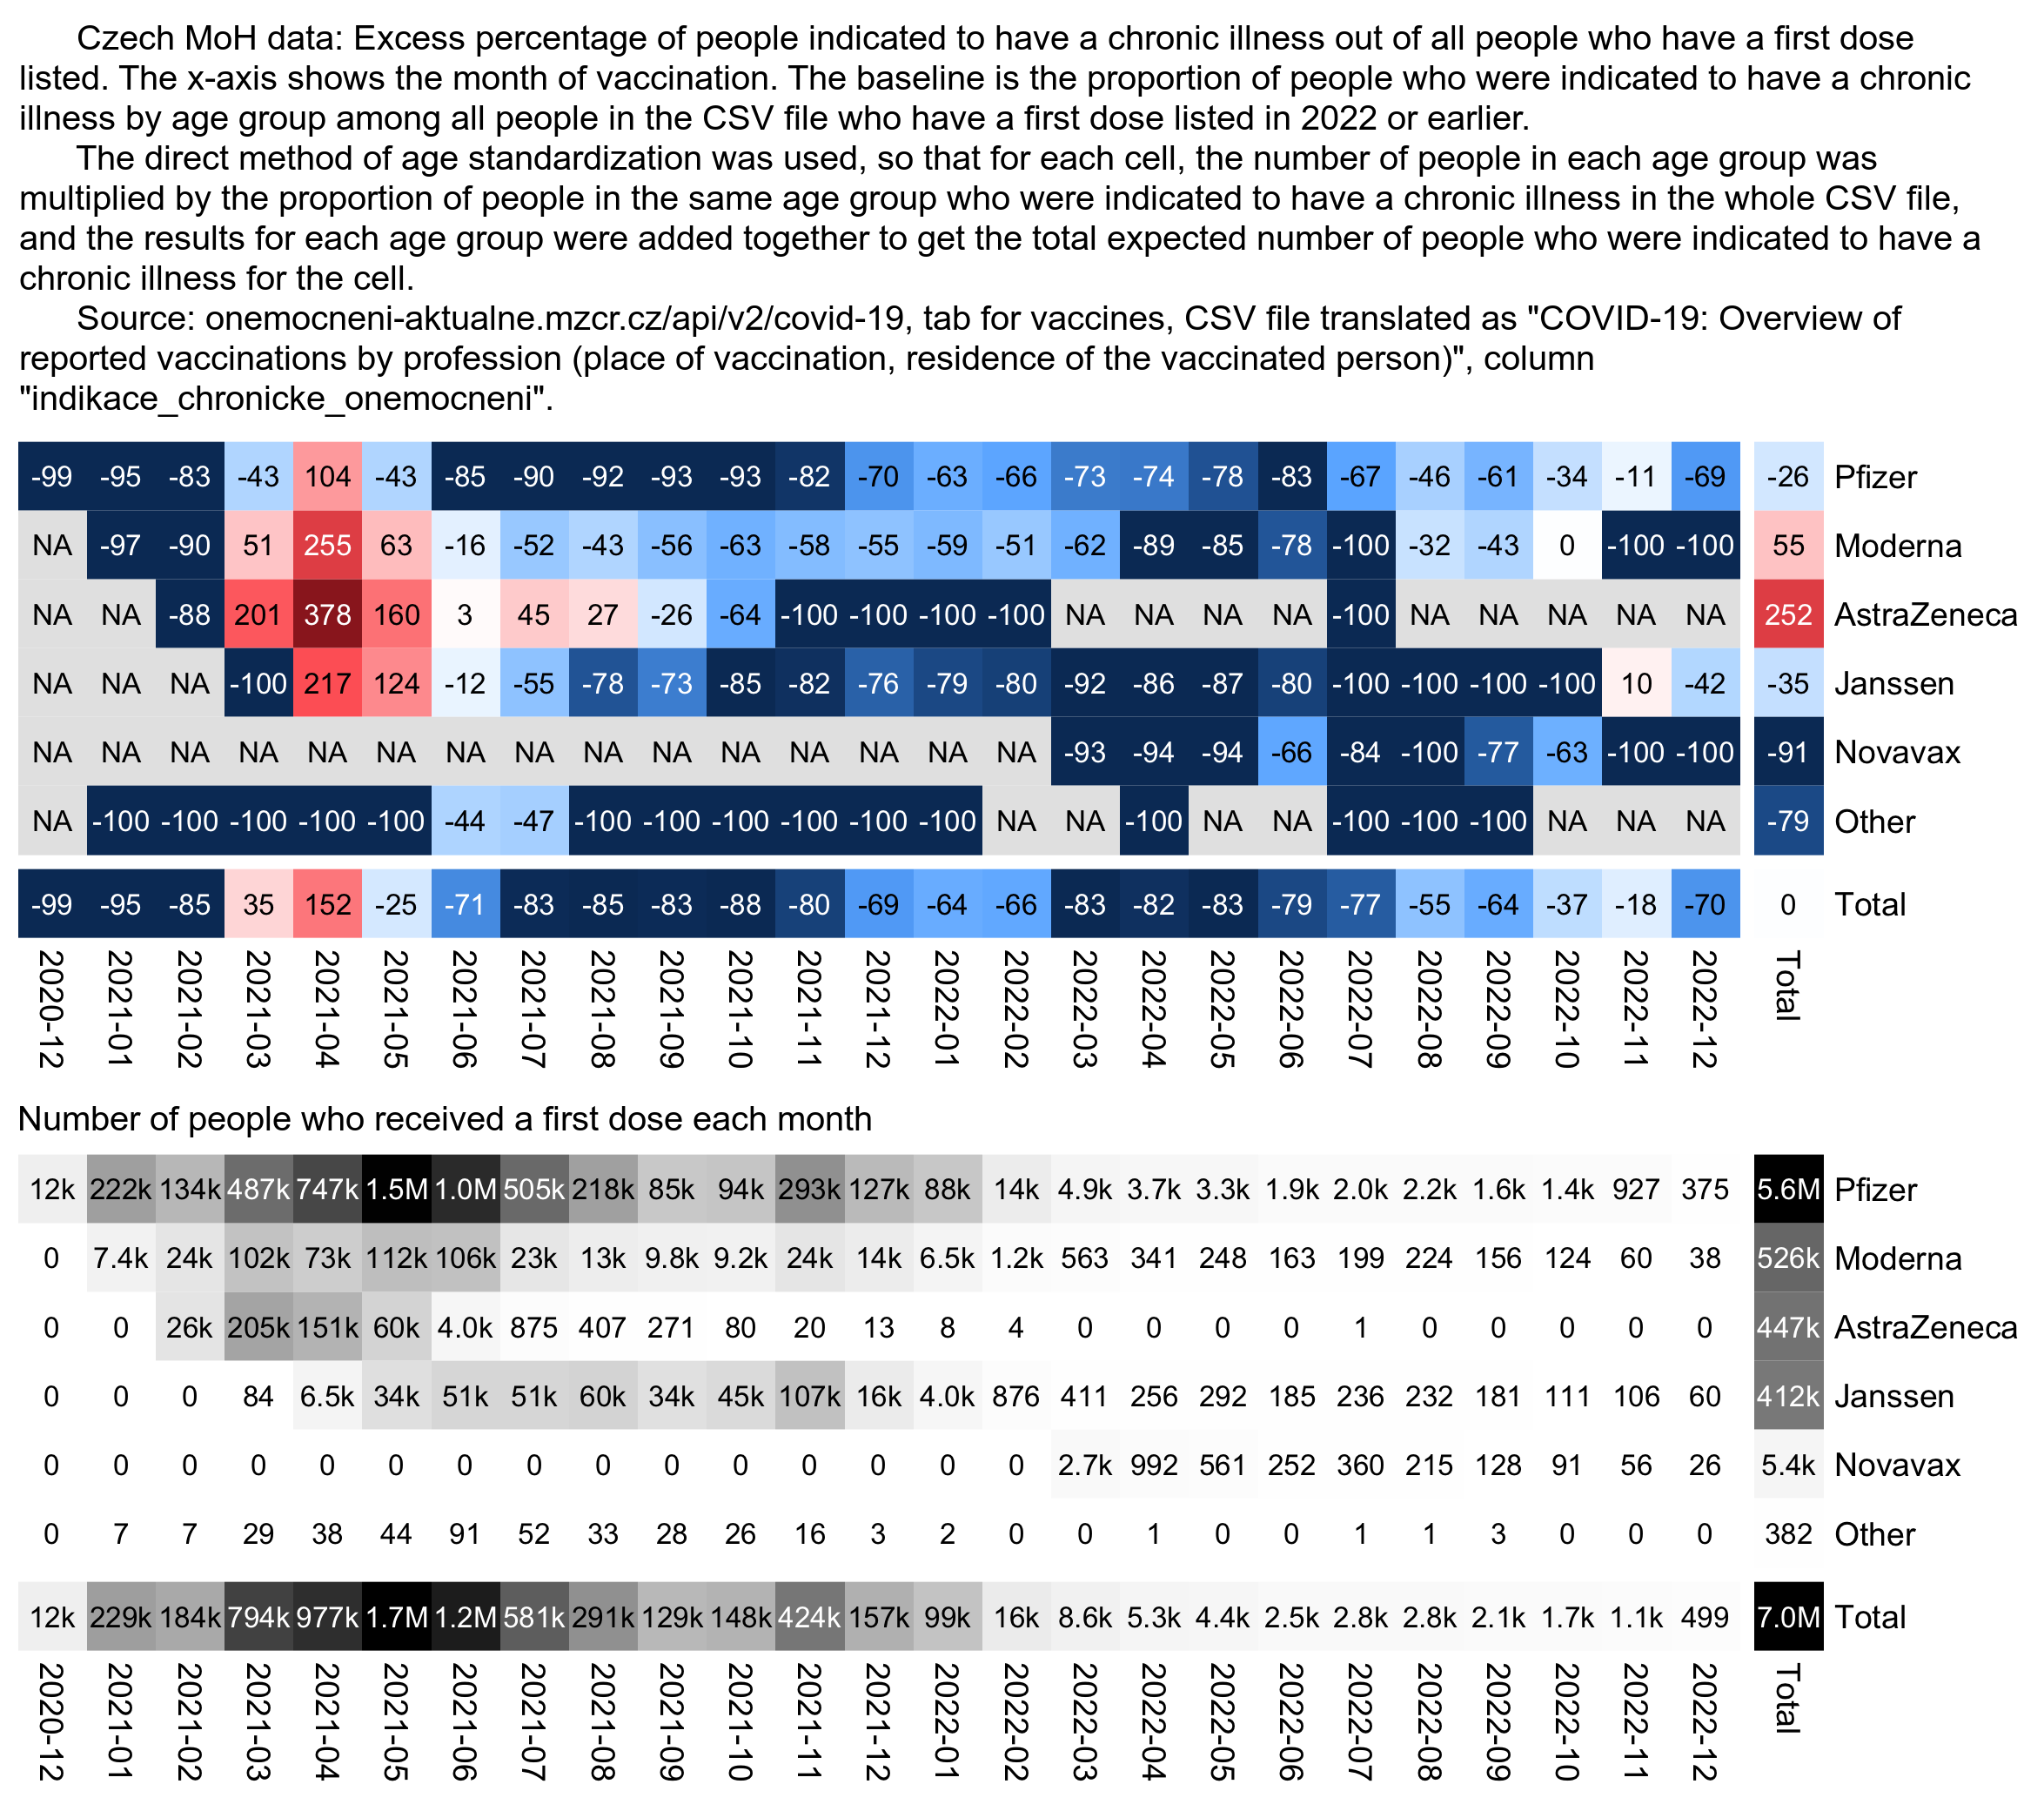 Czech MoH data: Excess percentage of people indicated to have a chronic illness out of all people who have a first dose
listed. The x-axis shows the month of vaccination. The baseline is the proportion of people who were indicated to have a chronic
illness by age group among all people in the CSV file who have a first dose listed in 2022 or earlier.
The direct method of age standardization was used, so that for each cell, the number of people in each age group was
multiplied by the proportion of people in the same age group who were indicated to have a chronic illness in the whole CSV file,
and the results for each age group were added together to get the total expected number of people who were indicated to have a
chronic illness for the cell.
Source: onemocneni-aktualne.mzcr.cz/api/v2/covid-19, tab for vaccines, CSV file translated as "COVID-19: Overview of
reported vaccinations by profession (place of vaccination, residence of the vaccinated person)", column
"indikace_chronicke_onemocneni".
-99 -95 -83 -43 104 -43 -85 -90 -92 -93 -93 -82 -70 -63 -66 -73 -74 -78 -83 -67 -46 -61 -34 -11 -69 -26 Pfizer
NA -97 -90 51 255 63 -16 -52 -43 -56 -63 -58 -55 -59 -51 -62 -89 -85 -78 -100 -32 -43 0 -100 -100 55 Moderna
NA NA -88 201 378 160 3 45 27 -26 -64 -100 -100 -100 -100 NA NA NA NA -100 NA NA NA NA NA 252 AstraZeneca
NA NA NA -100 217 124 -12 -55 -78 -73 -85 -82 -76 -79 -80 -92 -86 -87 -80 -100 -100 -100 -100 10 -42 -35 Janssen
NA NA NA NA NA NA NA NA NA NA NA NA NA NA NA -93 -94 -94 -66 -84 -100 -77 -63 -100 -100 -91 Novavax
NA -100 -100 -100 -100 -100 -44 -47 -100 -100 -100 -100 -100 -100 NA NA -100 NA NA -100 -100 -100 NA NA NA -79 Other
-99 -95 -85 35 152 -25 -71 -83 -85 -83 -88 -80 -69 -64 -66 -83 -82 -83 -79 -77 -55 -64 -37 -18 -70 0 Total
2020-12 2021-01 2021-02 2021-03 2021-04 2021-05 2021-06 2021-07 2021-08 2021-09 2021-10 2021-11 2021-12 2022-01 2022-02 2022-03 2022-04 2022-05 2022-06 2022-07 2022-08 2022-09 2022-10 2022-11 2022-12 Total
Number of people who received a first dose each month
12k 222k 134k 487k 747k 1.5M 1.0M 505k 218k 85k 94k 293k 127k 88k 14k 4.9k 3.7k 3.3k 1.9k 2.0k 2.2k 1.6k 1.4k 927 375 5.6M Pfizer
0 7.4k 24k 102k 73k 112k 106k 23k 13k 9.8k 9.2k 24k 14k 6.5k 1.2k 563 341 248 163 199 224 156 124 60 38 526k Moderna
0 0 26k 205k 151k 60k 4.0k 875 407 271 80 20 13 8 4 0 0 0 0 1 0 0 0 0 0 447k AstraZeneca
0 0 0 84 6.5k 34k 51k 51k 60k 34k 45k 107k 16k 4.0k 876 411 256 292 185 236 232 181 111 106 60 412k Janssen
0 0 0 0 0 0 0 0 0 0 0 0 0 0 0 2.7k 992 561 252 360 215 128 91 56 26 5.4k Novavax
0 7 7 29 38 44 91 52 33 28 26 16 3 2 0 0 1 0 0 1 1 3 0 0 0 382 Other
12k 229k 184k 794k 977k 1.7M 1.2M 581k 291k 129k 148k 424k 157k 99k 16k 8.6k 5.3k 4.4k 2.5k 2.8k 2.8k 2.1k 1.7k 1.1k 499 7.0M Total
2020-12 2021-01 2021-02 2021-03 2021-04 2021-05 2021-06 2021-07 2021-08 2021-09 2021-10 2021-11 2021-12 2022-01 2022-02 2022-03 2022-04 2022-05 2022-06 2022-07 2022-08 2022-09 2022-10 2022-11 2022-12 Total